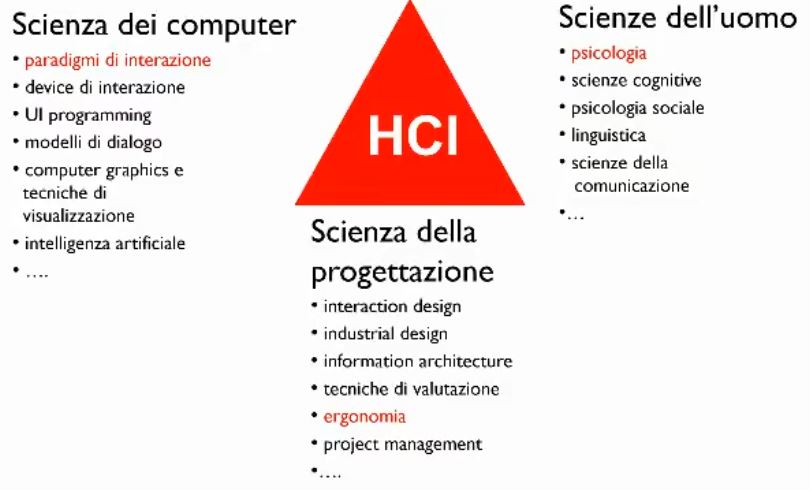 Scienza dei computer
• paradigmi di interazione
• device di interazione
• UI programming
• modelli di dialogo
• computer graphics e
tecniche di
visualizzazione
• intelligenza artificiale
• ....
HCI
Scienze dell'uomo
• psicologia
• scienze cognitive
• psicologia sociale
• linguistica
• scienze della
comunicazione
•...
Scienza della
progettazione
• interaction design
• industrial design
• information architecture
• tecniche di valutazione
• ergonomia
• project management
•....